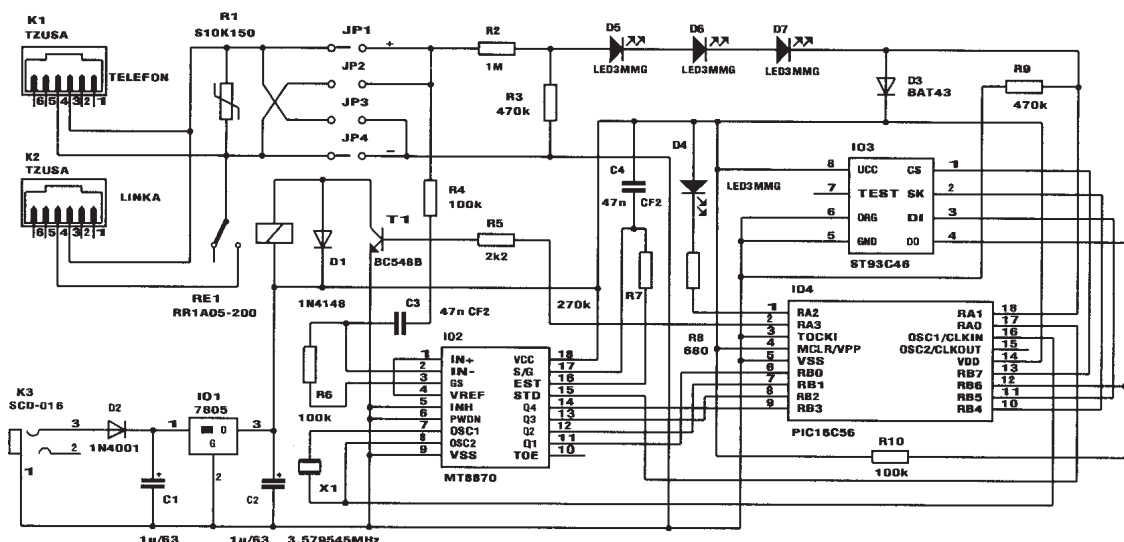 K1
TZUSA
TELEFON
6 5 4 3 2 1
K2
TZUSA
LINKA
6 5 4 3 2 1
R1
S10K150
JP1
+
JP2
JP3
JP4
−
R2
1M
R3
470k
D5
LED3MMG
D6
LED3MMG
D7
LED3MMG
D3
BAT43
R9
470k
R4
100k
T1
BC546B
R5
2k2
C4
47n CF2
D4
LED3MMG
R7
270k
R8
680
D1
1N4148
RE1
RR1A05-200
C3
47n CF2
R6
100k
IO3
8 UCC CS 1
7 TEST SK 2
6 ORG DI 3
5 GND DO 4
ST93C46
IO4
1 RA2 RA1 18
2 RA3 RA0 17
3 TOCKI OSC1/CLKIN 16
4 MCLR/VPP OSC2/CLKOUT 15
5 VSS VDD 14
6 RB0 RB7 13
7 RB1 RB6 12
8 RB2 RB5 11
9 RB3 RB4 10
PIC16C56
R10
100k
IO2
1 IN+ VCC 18
2 IN- S/G 17
3 GS EST 16
4 VREF STD 15
5 INH Q4 14
6 PWDN Q3 13
7 OSC1 Q2 12
8 OSC2 Q1 11
9 VSS TOE 10
MT8870
K3
SCD-016
3
2
1
D2
1N4001
IO1
7805
1
O
G
3
2
C1
1u/63
C2
1u/63
X1
3.579545MHz